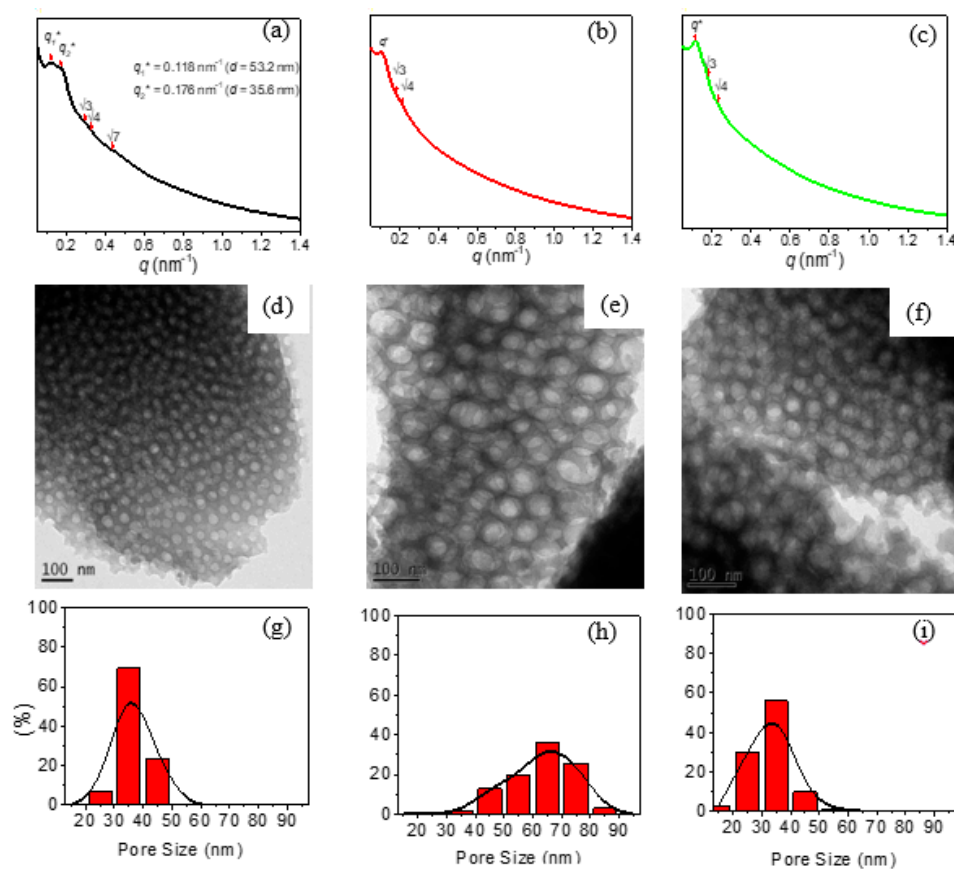 (a)
q₁* q₂*
q₁* = 0.118 nm⁻¹ (d = 53.2 nm)
q₂* = 0.176 nm⁻¹ (d = 35.6 nm)
√3
√4
√7
0.2 0.4 0.6 0.8 1.0 1.2 1.4
q (nm⁻¹)
(b)
q*
√3
√4
0.2 0.4 0.6 0.8 1.0 1.2 1.4
q (nm⁻¹)
(c)
q*
√3
√4
0.2 0.4 0.6 0.8 1.0 1.2 1.4
q (nm⁻¹)
(d)
100 nm
(e)
100 nm
(f)
100 nm
(g)
100
80
60
40
20
0
(%)
20 30 40 50 60 70 80 90
Pore Size (nm)
(h)
100
80
60
40
20
0
20 30 40 50 60 70 80 90
Pore Size (nm)
(i)
100
80
60
40
20
0
20 30 40 50 60 70 80 90
Pore Size (nm)